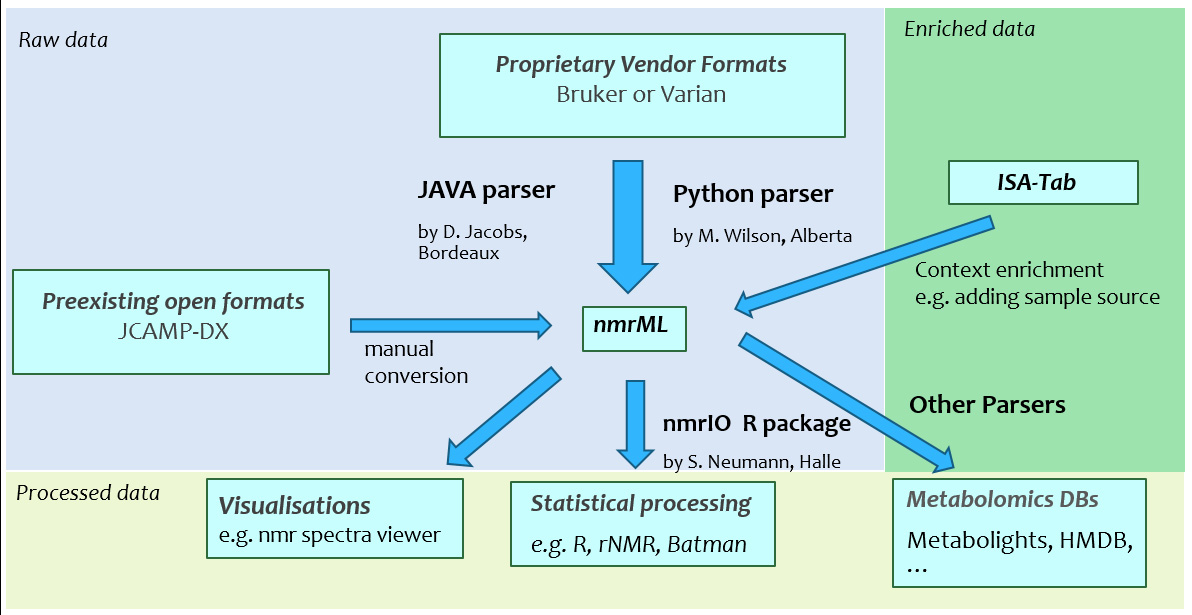 Raw data
Enriched data
Proprietary Vendor Formats
Bruker or Varian
JAVA parser
by D. Jacobs,
Bordeaux
Python parser
by M. Wilson, Alberta
ISA-Tab
Context enrichment
e.g. adding sample source
Preexisting open formats
JCAMP-DX
manual
conversion
nmrML
Other Parsers
nmrIO R package
by S. Neumann, Halle
Processed data
Visualisations
e.g. nmr spectra viewer
Statistical processing
e.g. R, rNMR, Batman
Metabolomics DBs
Metabolights, HMDB,
...